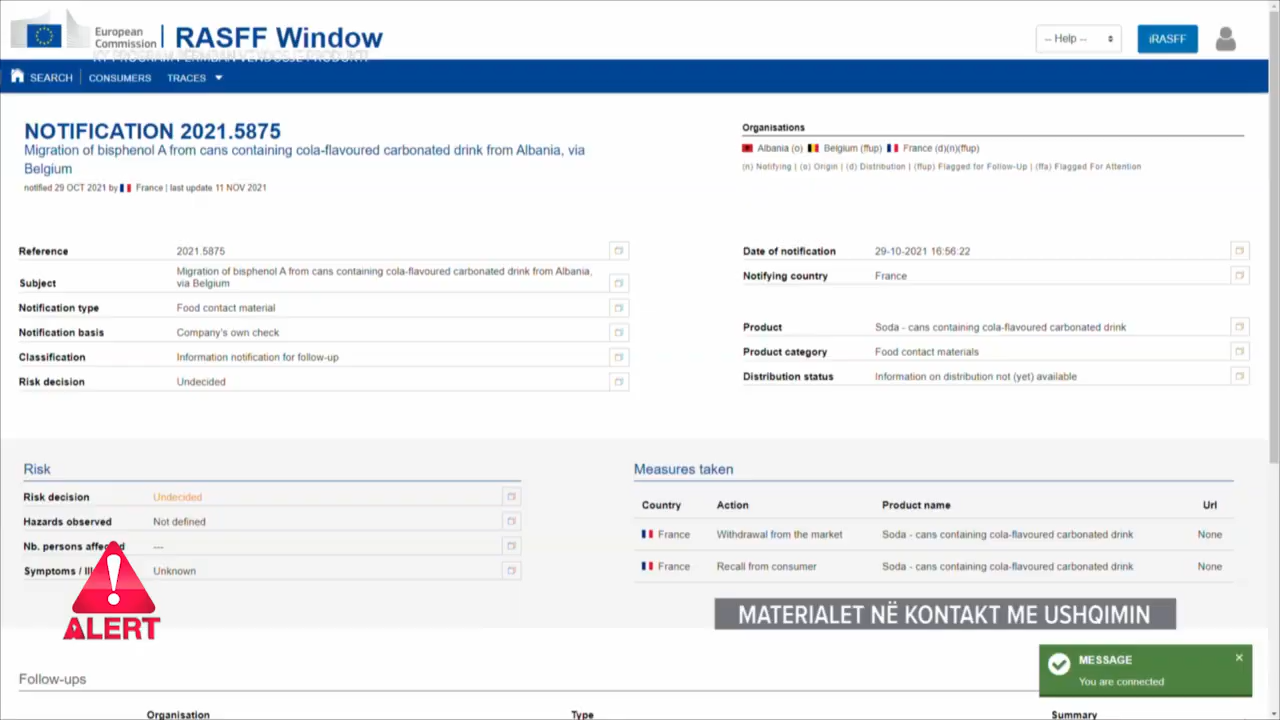 European
Commission
RASFF Window
KY PROGRAM PËRMBAN VENDOSJE PRODUKTI
-- Help --
iRASFF
SEARCH
CONSUMERS
TRACES
NOTIFICATION 2021.5875
Migration of bisphenol A from cans containing cola-flavoured carbonated drink from Albania, via
Belgium
notified 29 OCT 2021 by France | last update 11 NOV 2021
Organisations
Albania (o) Belgium (ffup) France (d)(n)(ffup)
(n) Notifying | (o) Origin | (d) Distribution | (ffup) Flagged for Follow-Up | (ffa) Flagged For Attention
Reference 2021.5875
Subject Migration of bisphenol A from cans containing cola-flavoured carbonated drink from Albania,
via Belgium
Notification type Food contact material
Notification basis Company's own check
Classification Information notification for follow-up
Risk decision Undecided
Date of notification 29-10-2021 16:56:22
Notifying country France
Product Soda - cans containing cola-flavoured carbonated drink
Product category Food contact materials
Distribution status Information on distribution not (yet) available
Risk
Risk decision Undecided
Hazards observed Not defined
Nb. persons affected ---
Symptoms / Unknown
Measures taken
Country Action Product name Url
France Withdrawal from the market Soda - cans containing cola-flavoured carbonated drink None
France Recall from consumer Soda - cans containing cola-flavoured carbonated drink None
ALERT
MATERIALET NË KONTAKT ME USHQIMIN
MESSAGE
You are connected
Follow-ups
Organisation Type Summary